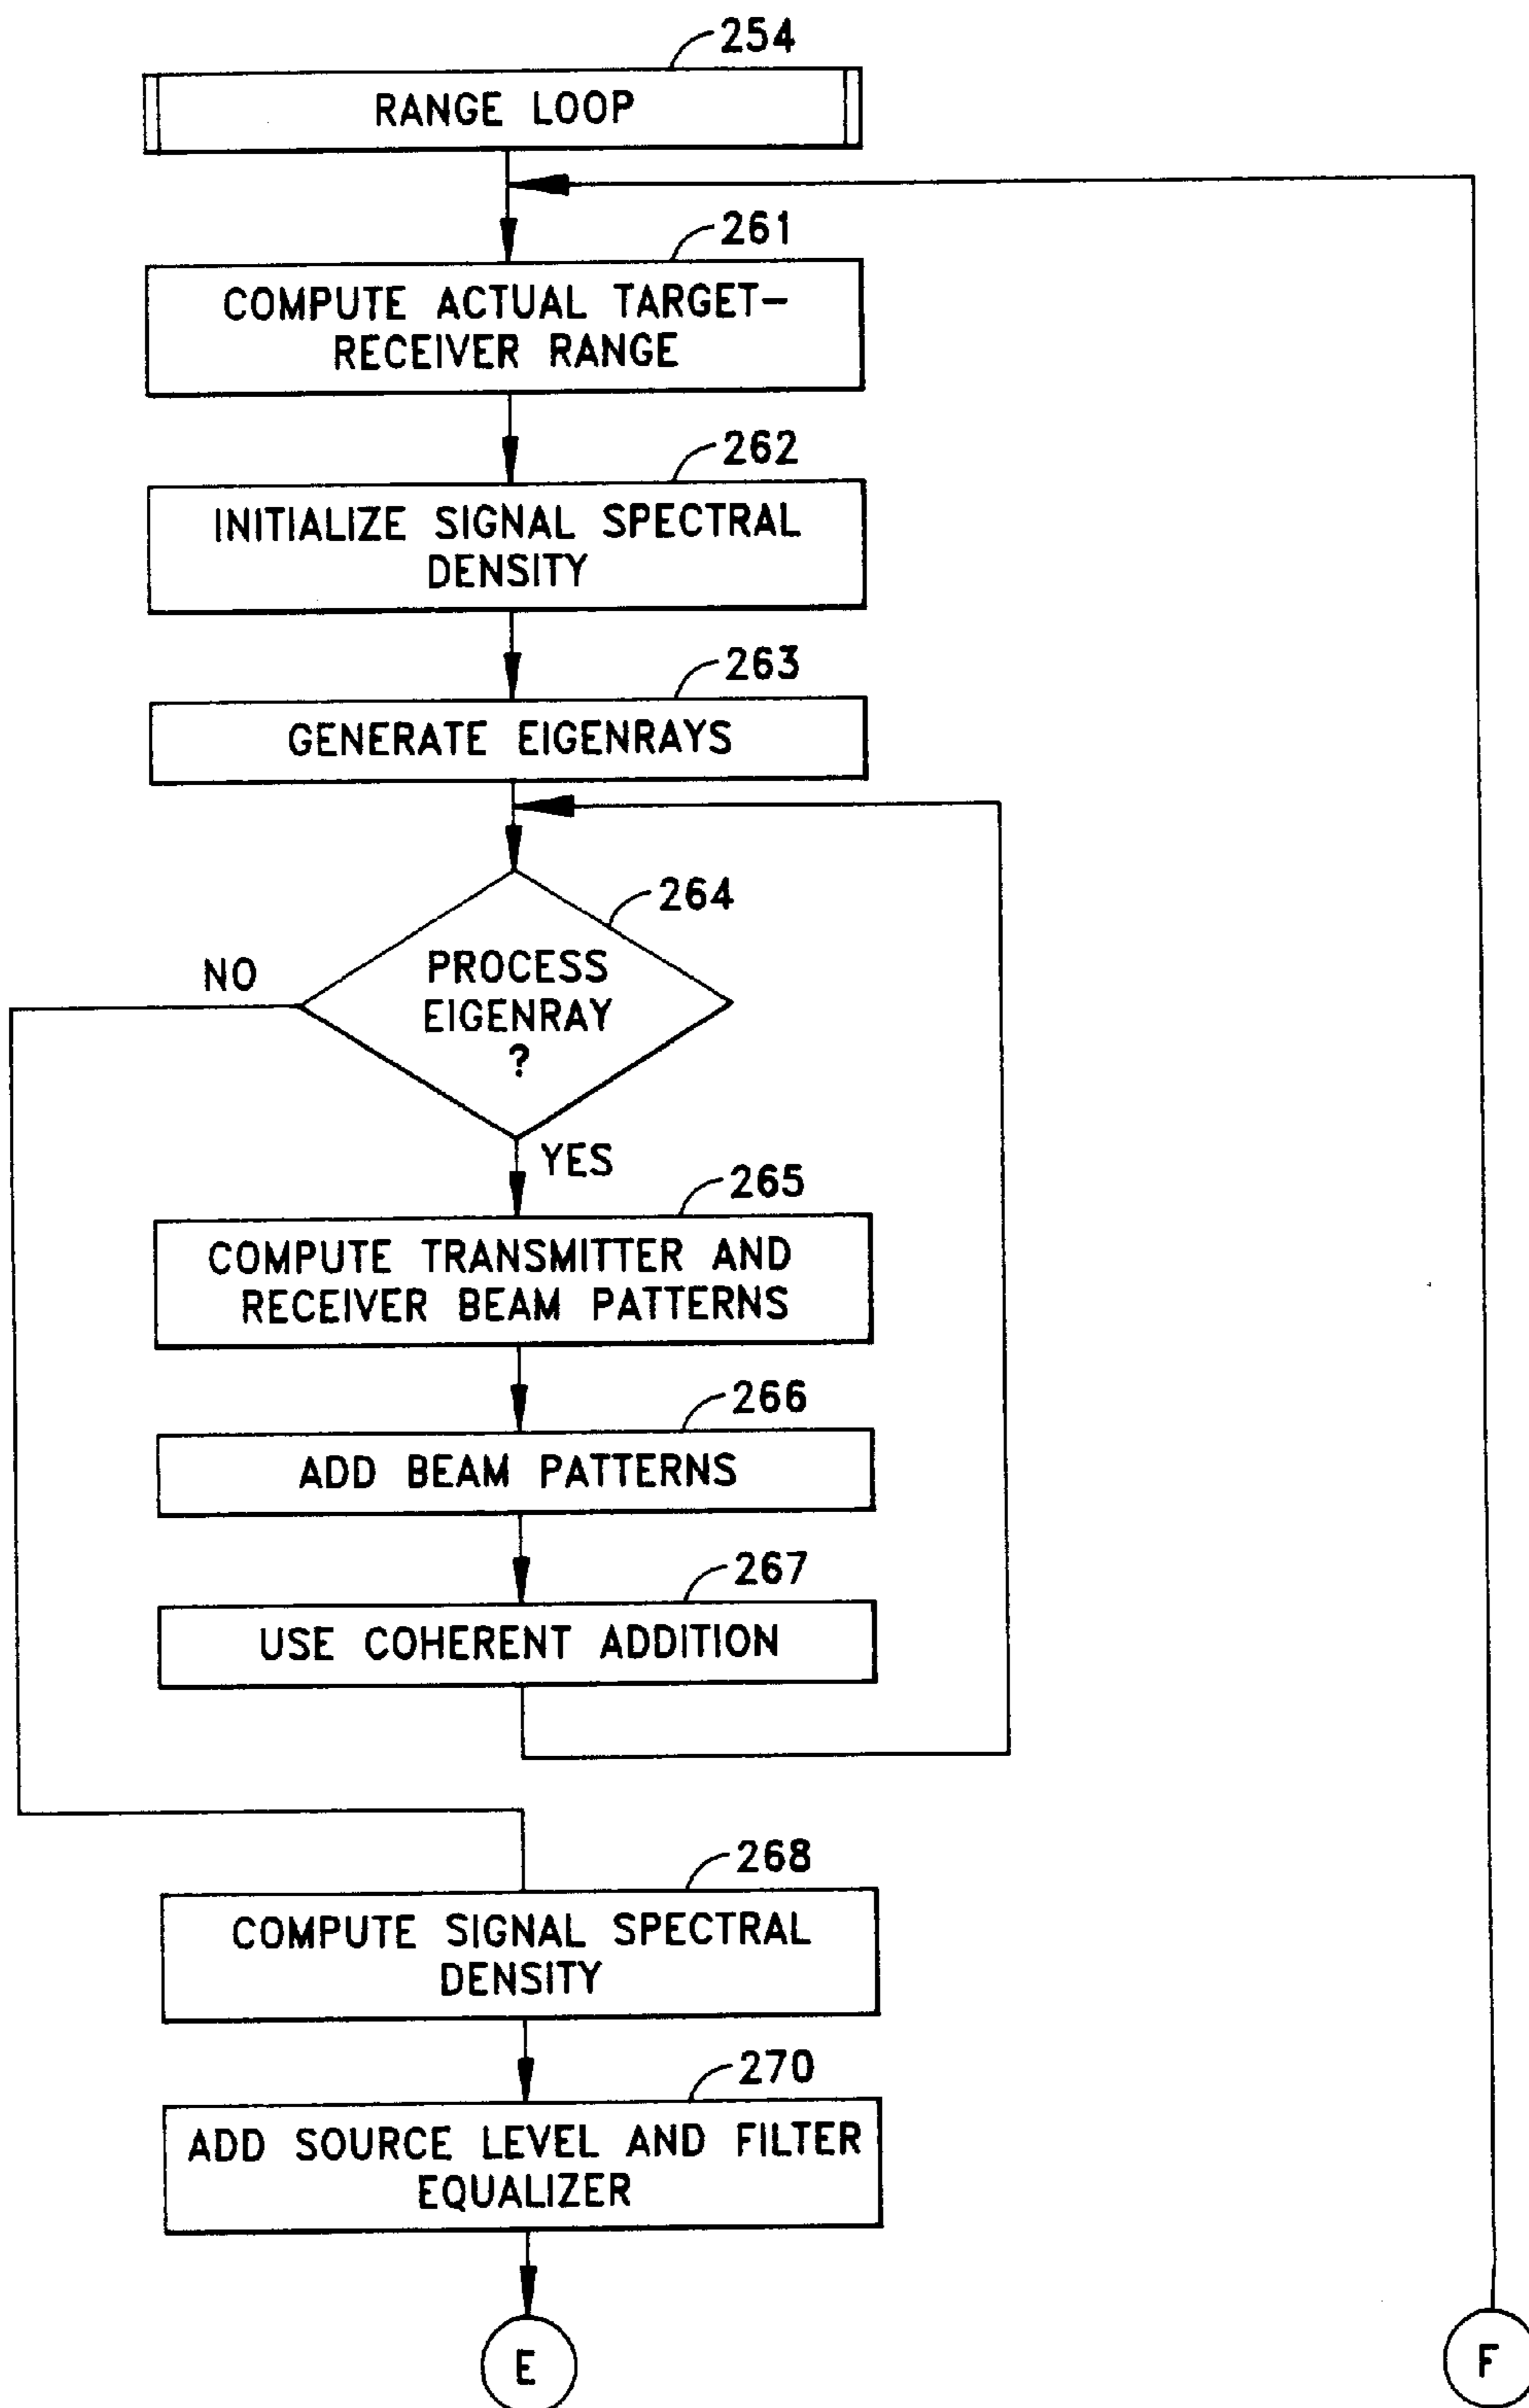 254
RANGE LOOP
261
COMPUTE ACTUAL TARGET-
RECEIVER RANGE
262
INITIALIZE SIGNAL SPECTRAL
DENSITY
263
GENERATE EIGENRAYS
264
NO
PROCESS
EIGENRAY
?
YES
265
COMPUTE TRANSMITTER AND
RECEIVER BEAM PATTERNS
266
ADD BEAM PATTERNS
267
USE COHERENT ADDITION
268
COMPUTE SIGNAL SPECTRAL
DENSITY
270
ADD SOURCE LEVEL AND FILTER
EQUALIZER
E
F